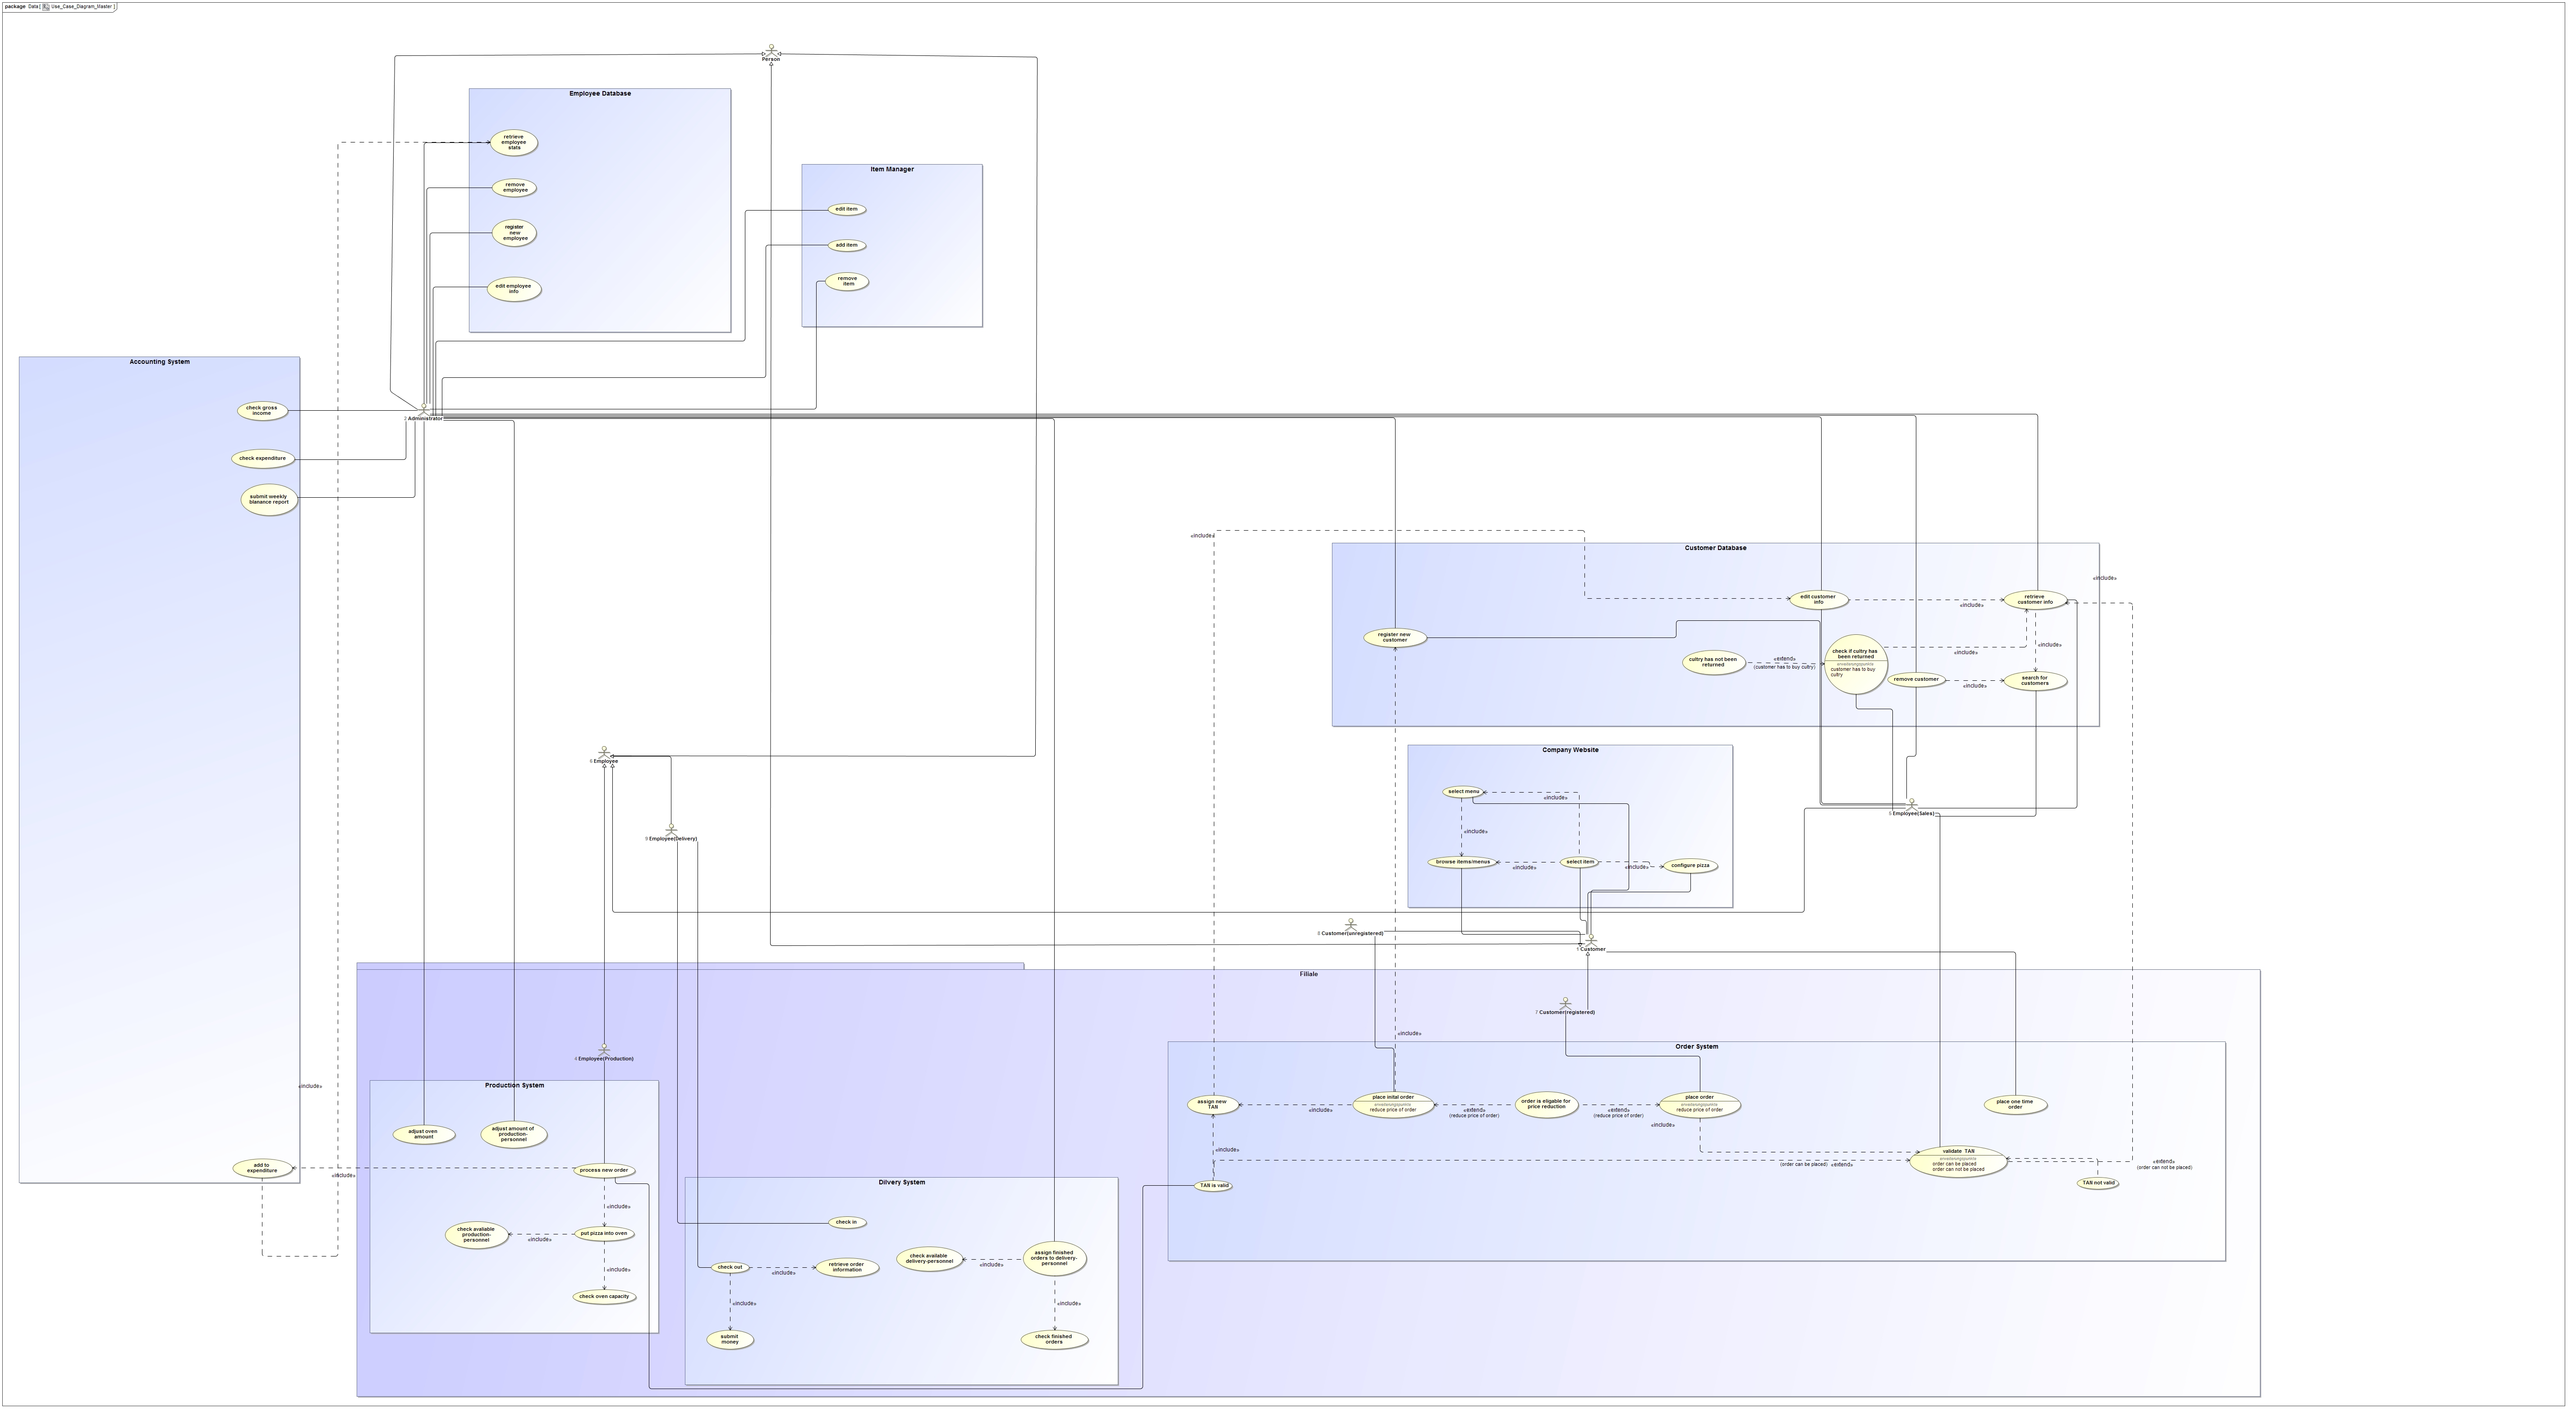 package Data [ Use_Case_Diagram_Master ]
Person
Employee Database
retrieve
employee
stats
remove
employee
register
new
employee
edit employee
info
Item Manager
edit item
add item
remove
item
Accounting System
check gross
income
check expenditure
submit weekly
blanance report
add to
expenditure
«include»
«include»
2 Administrator
Customer Database
«include»
«include»
edit customer
info
«include»
retrieve
customer info
register new
customer
cultry has not been
returned
«extend»
(customer has to buy cultry)
check if cultry has
been returned
customer has to buy
cultry
«include»
«include»
remove customer
«include»
search for
customers
6 Employee
9 Employee(Delivery)
5 Employee(Sales)
Company Website
select menu
«include»
«include»
browse items/menus
«include»
select item
«include»
configure pizza
8 Customer(unregistered)
1 Customer
Filiale
7 Customer(registered)
4 Employee(Production)
«include»
Production System
adjust oven
amount
adjust amount of
production-
personnel
process new order
«include»
check avaliable
production-
personnel
«include»
put pizza into oven
«include»
check oven capacity
Dilvery System
check in
check out
«include»
retrieve order
information
«include»
submit
money
check available
delivery-personnel
«include»
assign finished
orders to delivery-
personnel
«include»
check finished
orders
Order System
assign new
TAN
«include»
place inital order
reduce price of order
«extend»
(reduce price of order)
order is eligable for
price reduction
«extend»
(reduce price of order)
place order
reduce price of order
«include»
place one time
order
«include»
(order can be placed) «extend»
validate TAN
order can be placed
order can not be placed
«extend»
(order can not be placed)
TAN is valid
TAN not valid